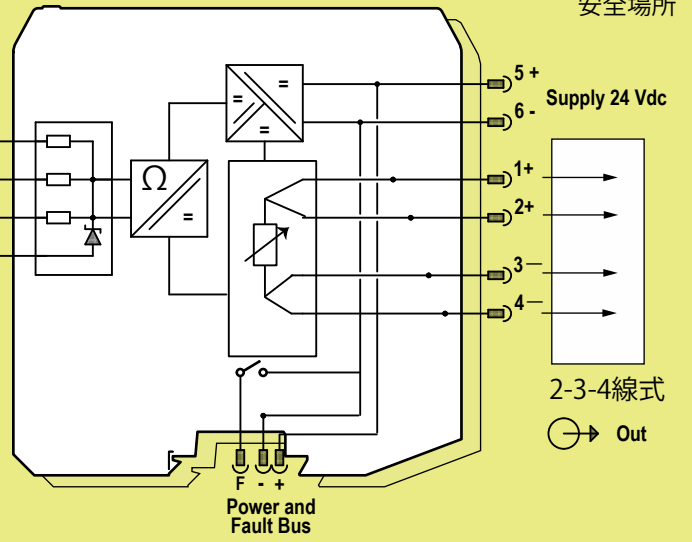 安全場所
5 +
Supply 24 Vdc
6 -
1+
Ω
2+
3 —
4 —
2-3-4線式
Out
F - +
Power and
Fault Bus